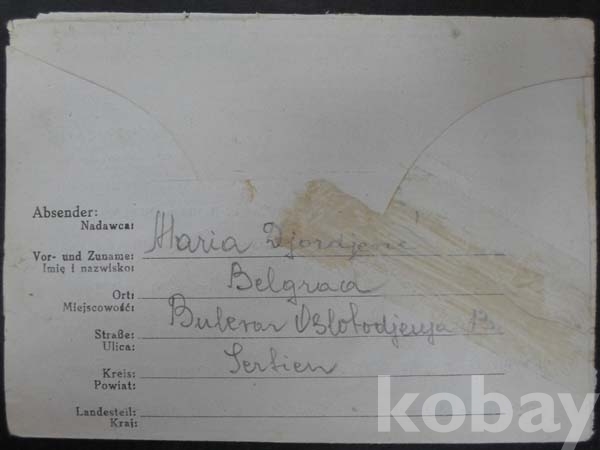 Absender:
Nadawca:
Maria Djordjević
Vor- und Zuname:
Imię i nazwisko:
Belgrad
Ort:
Miejscowość:
Bulevar Oslobodjenja 13.
Straße:
Ulica:
Serbien
Kreis:
Powiat:
Landesteil:
Kraj:
kobay